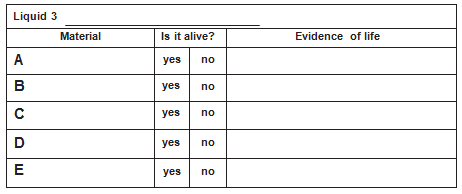 Liquid 3 ______________________________
Material Is it alive? Evidence of life
A yes no
B yes no
C yes no
D yes no
E yes no